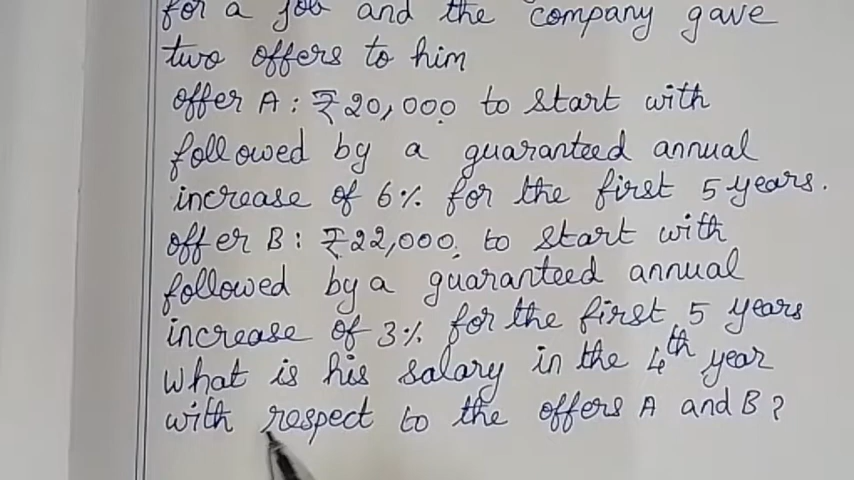 for a job and the company gave
two offers to him
offer A: ₹20,000 to start with
followed by a guaranteed annual
increase of 6% for the first 5 years.
offer B: ₹22,000 to start with
followed by a guaranteed annual
increase of 3% for the first 5 years
What is his salary in the 4th year
with respect to the offers A and B?